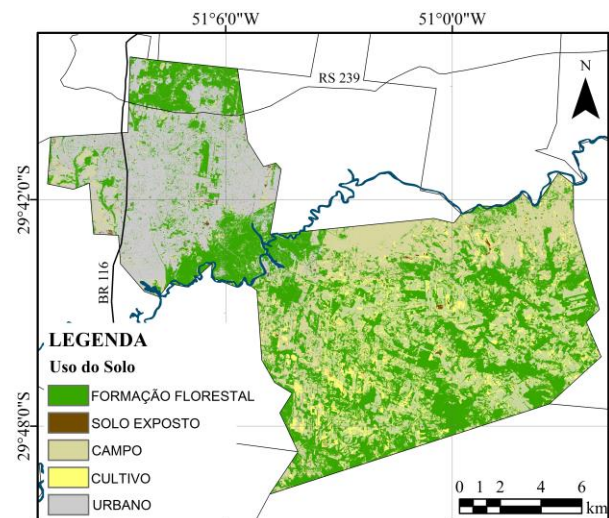 51°6'0"W
51°0'0"W
RS 239
N
29°42'0"S
BR 116
LEGENDA
Uso do Solo
FORMAÇÃO FLORESTAL
SOLO EXPOSTO
CAMPO
CULTIVO
URBANO
29°48'0"S
0 1 2 4 6
km